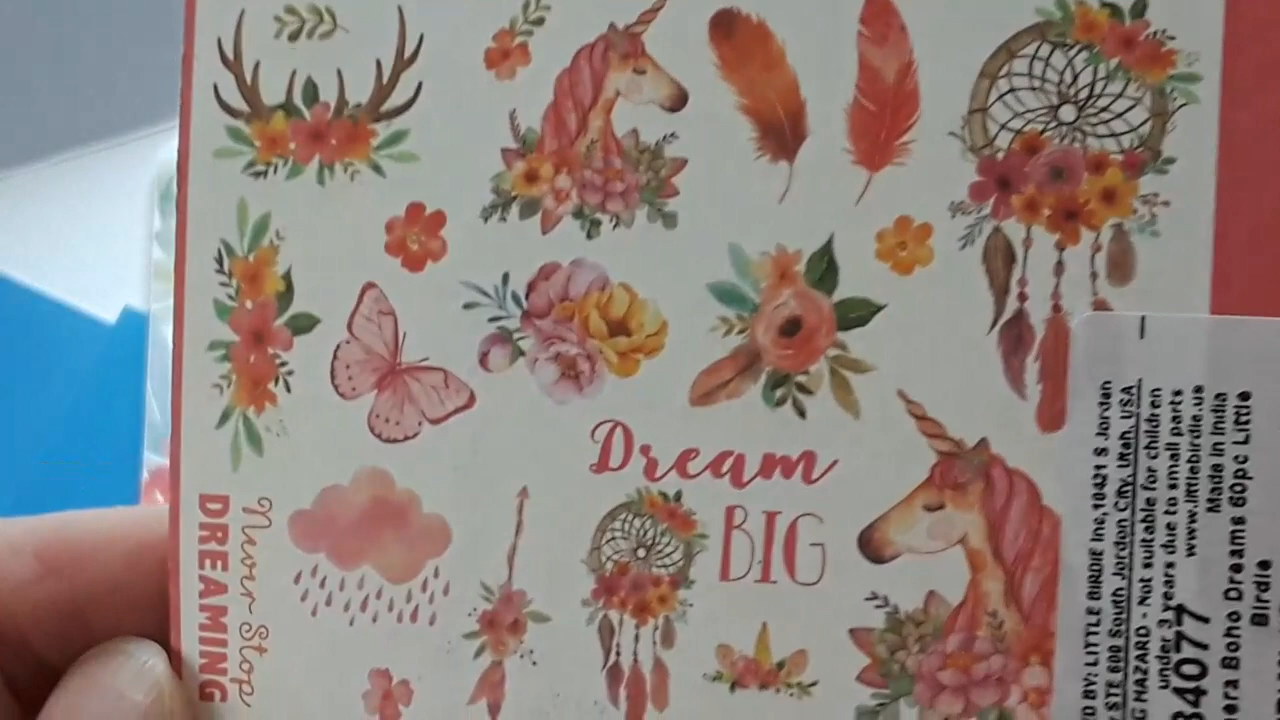 Dream
BIG
Never Stop
DREAMING
D BY: LITTLE BIRDIE Inc, 10421 S Jordan
STE 600 South Jordan City, Utah, USA
G HAZARD - Not suitable for children
under 3 years due to small parts
www.littlebirdie.us
Made in India
4077
era Boho Dreams 60pc Little
Birdie